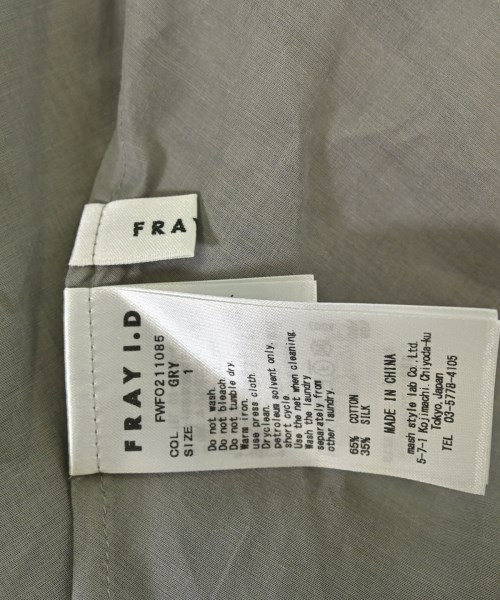 FRA
FRAY I.D
FWFO211085
COL GRY
SIZE 1
Do not wash.
Do not bleach.
Do not tumble dry.
Warm iron.
use press cloth.
Dryclean.
petroleum solvent only.
short cycle.
Use the net when cleaning.
Wash the laundry
separately from
other laundry.
65% COTTON
35% SILK
MADE IN CHINA
mash style lab Co.,Ltd.
5-7-1 Kojimachi Chiyoda-ku
Tokyo, Japan
TEL 03-5778-4105